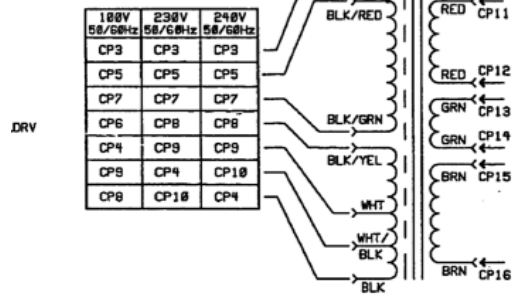 100V 230V 240V
50/60Hz 50/60Hz 50/60Hz
CP3 CP3 CP3
CP5 CP5 CP5
CP7 CP7 CP7
CP6 CP8 CP8
CP4 CP9 CP9
CP9 CP4 CP10
CP8 CP10 CP4
DRV
BLK/RED
BLK/GRN
BLK/YEL
WHT
WHT/
BLK
BLK
RED CP11
RED CP12
GRN CP13
GRN CP14
BRN CP15
BRN CP16